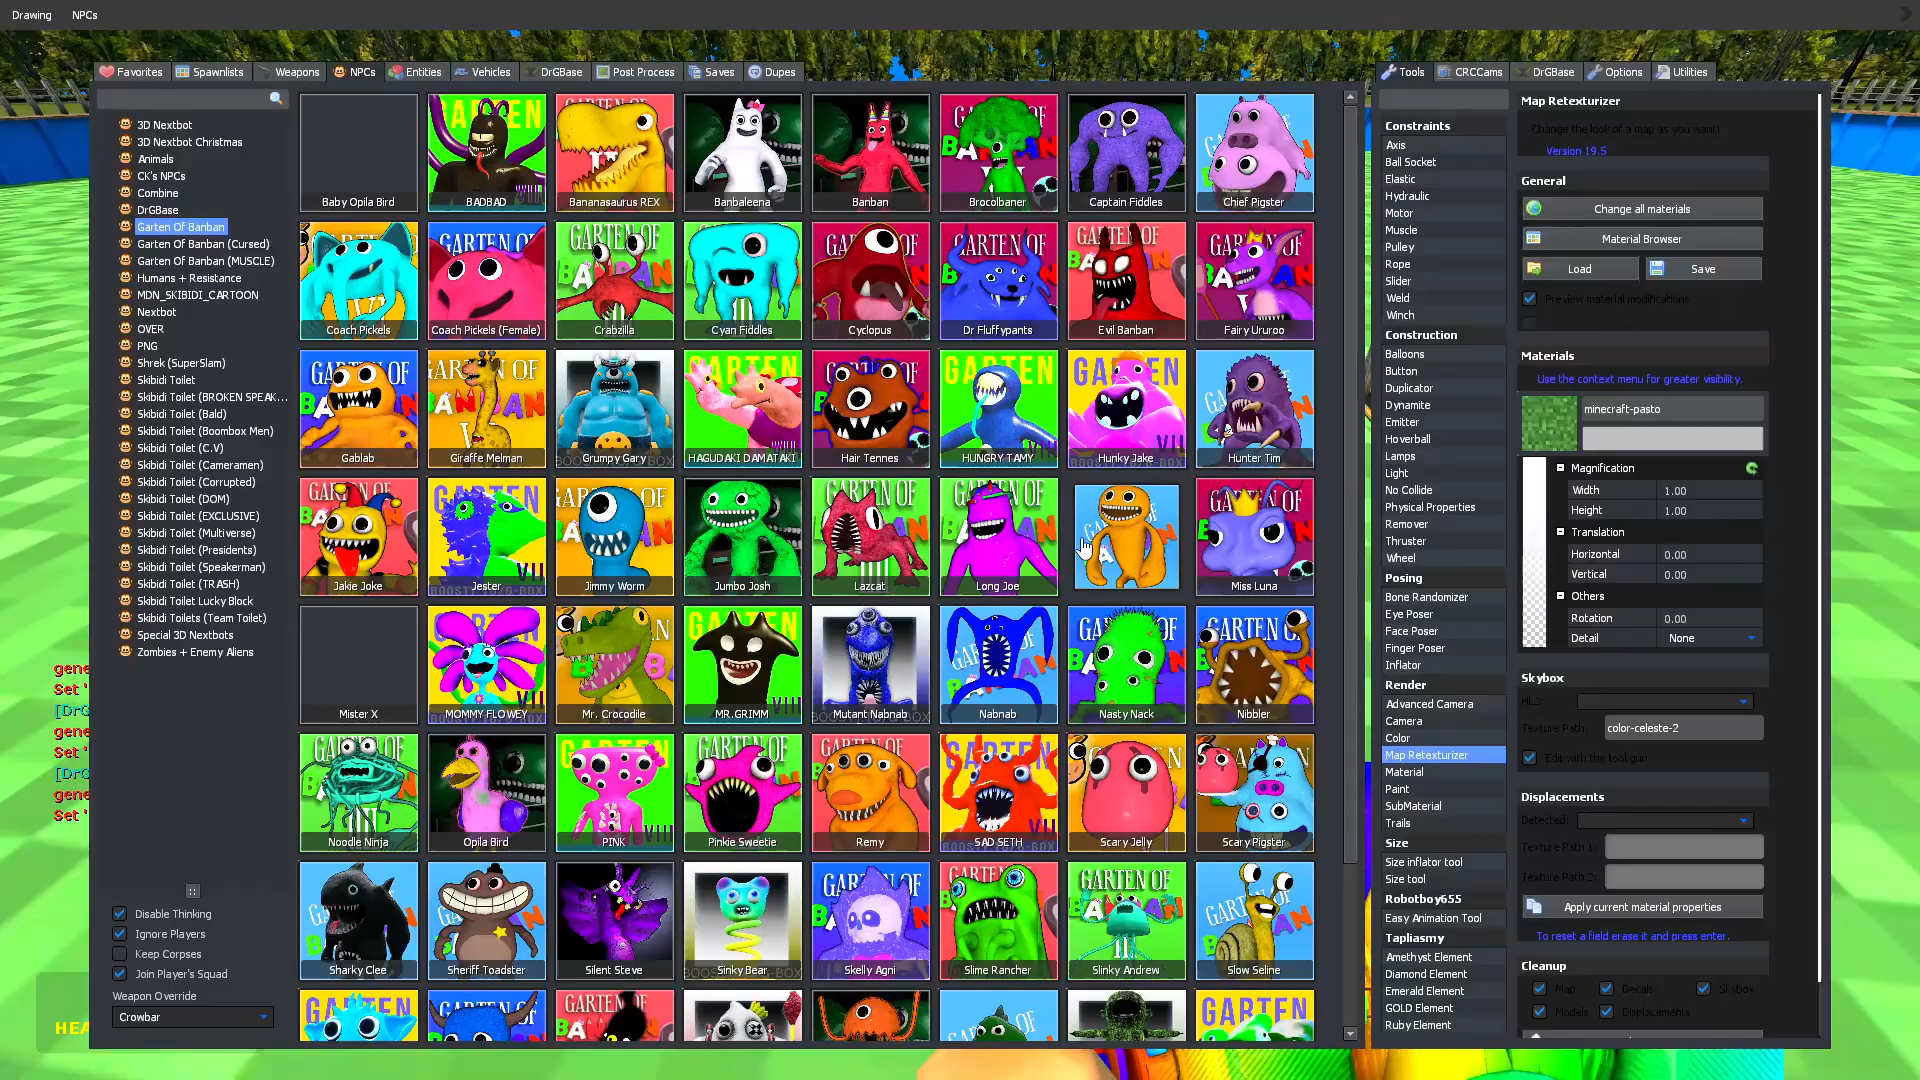 Drawing NPCs
Favorites Spawnlists Weapons NPCs Entities Vehicles DrGBase Post Process Saves Dupes
3D Nextbot
3D Nextbot Christmas
Animals
CK's NPCs
Combine
DrGBase
Garten Of Banban
Garten Of Banban (Cursed)
Garten Of Banban (MUSCLE)
Humans + Resistance
MDN_SKIBIDI_CARTOON
Nextbot
OVER
PNG
Shrek (SuperSlam)
Skibidi Toilet
Skibidi Toilet (BROKEN SPEAK...
Skibidi Toilet (Bald)
Skibidi Toilet (Boombox Men)
Skibidi Toilet (C.V)
Skibidi Toilet (Cameramen)
Skibidi Toilet (Corrupted)
Skibidi Toilet (DOM)
Skibidi Toilet (EXCLUSIVE)
Skibidi Toilet (Multiverse)
Skibidi Toilet (Presidents)
Skibidi Toilet (Speakerman)
Skibidi Toilet (TRASH)
Skibidi Toilet Lucky Block
Skibidi Toilets (Team Toilet)
Special 3D Nextbots
Zombies + Enemy Aliens
Disable Thinking
Ignore Players
Keep Corpses
Join Player's Squad
Weapon Override
Crowbar
Baby Opila Bird BADBAD Bananasaurus REX Banbaleena Banban Brocolbaner Captain Fiddles Chief Pigster
Coach Pickels Coach Pickels (Female) Crabzilla Cyan Fiddles Cyclopus Dr Fluffypants Evil Banban Fairy Ururoo
Gablab Giraffe Melman Grumpy Gary HAGUDAKI DAMATAKI Hair Tennes HUNGRY TAMY Hunky Jake Hunter Tim
Jakie Joke Jester Jimmy Worm Jumbo Josh Lazcat Long Joe Miss Luna
Mister X MOMMY FLOWEY Mr. Crocodile MR.GRIMM Mutant Nabnab Nabnab Nasty Nack Nibbler
Noodle Ninja Opila Bird PINK Pinkie Sweetie Remy SAD SETH Scary Jelly Scary Pigster
Sharky Clee Sheriff Toadster Silent Steve Sinky Bear Skelly Agni Slime Rancher Slinky Andrew Slow Seline
Tools CRCCams DrGBase Options Utilities
Constraints
Axis
Ball Socket
Elastic
Hydraulic
Motor
Muscle
Pulley
Rope
Slider
Weld
Winch
Construction
Balloons
Button
Duplicator
Dynamite
Emitter
Hoverball
Lamps
Light
No Collide
Physical Properties
Remover
Thruster
Wheel
Posing
Bone Randomizer
Eye Poser
Face Poser
Finger Poser
Inflator
Render
Advanced Camera
Camera
Color
Map Retexturizer
Material
Paint
SubMaterial
Trails
Size
Size inflator tool
Size tool
Robotboy655
Easy Animation Tool
Tapliasmy
Amethyst Element
Diamond Element
Emerald Element
GOLD Element
Ruby Element
Map Retexturizer
Change the look of a map as you want!
Version 19.5
General
Change all materials
Material Browser
Load Save
Preview material modifications
Materials
Use the context menu for greater visibility.
minecraft-pasto
Magnification
Width 1.00
Height 1.00
Translation
Horizontal 0.00
Vertical 0.00
Others
Rotation 0.00
Detail None
Skybox
HL2:
Texture Path: color-celeste-2
Edit with the tool gun
Displacements
Detected:
Texture Path 1:
Texture Path 2:
Apply current material properties
To reset a field erase it and press enter.
Cleanup
Map Decals Skybox
Models Displacements
gene
Set '
[DrG
gene
Set '
[DrG
gene
Set '
HEA